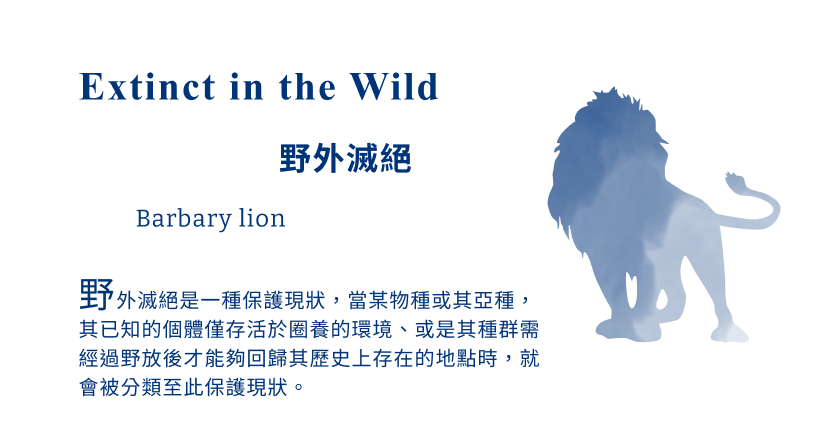 Extinct in the Wild
野外滅絕
Barbary lion
野外滅絕是一種保護現狀，當某物種或其亞種，
其已知的個體僅存活於圈養的環境、或是其種群需
經過野放後才能夠回歸其歷史上存在的地點時，就
會被分類至此保護現狀。